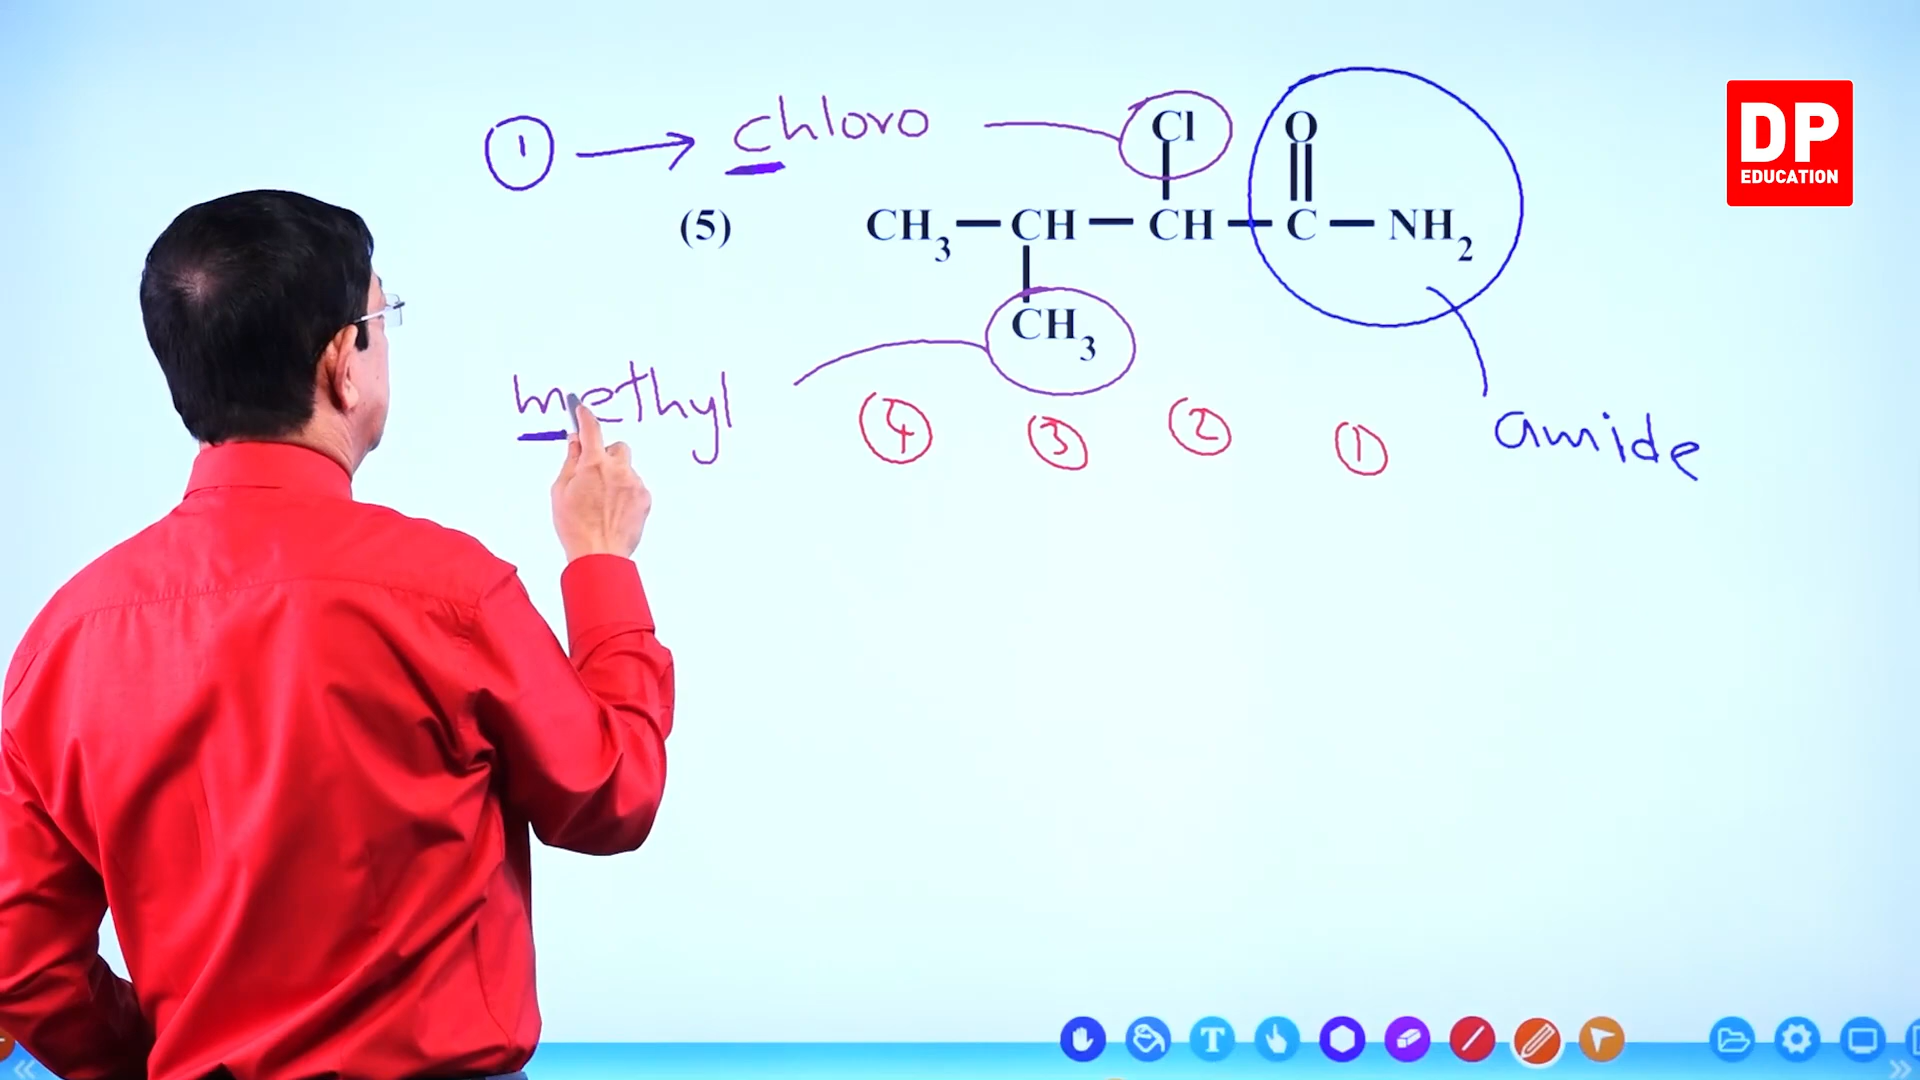 ① → chloro
Cl O
(5) CH₃ — CH — CH — C — NH₂
CH₃
methyl
④ ③ ② ①
amide
DP
EDUCATION
T